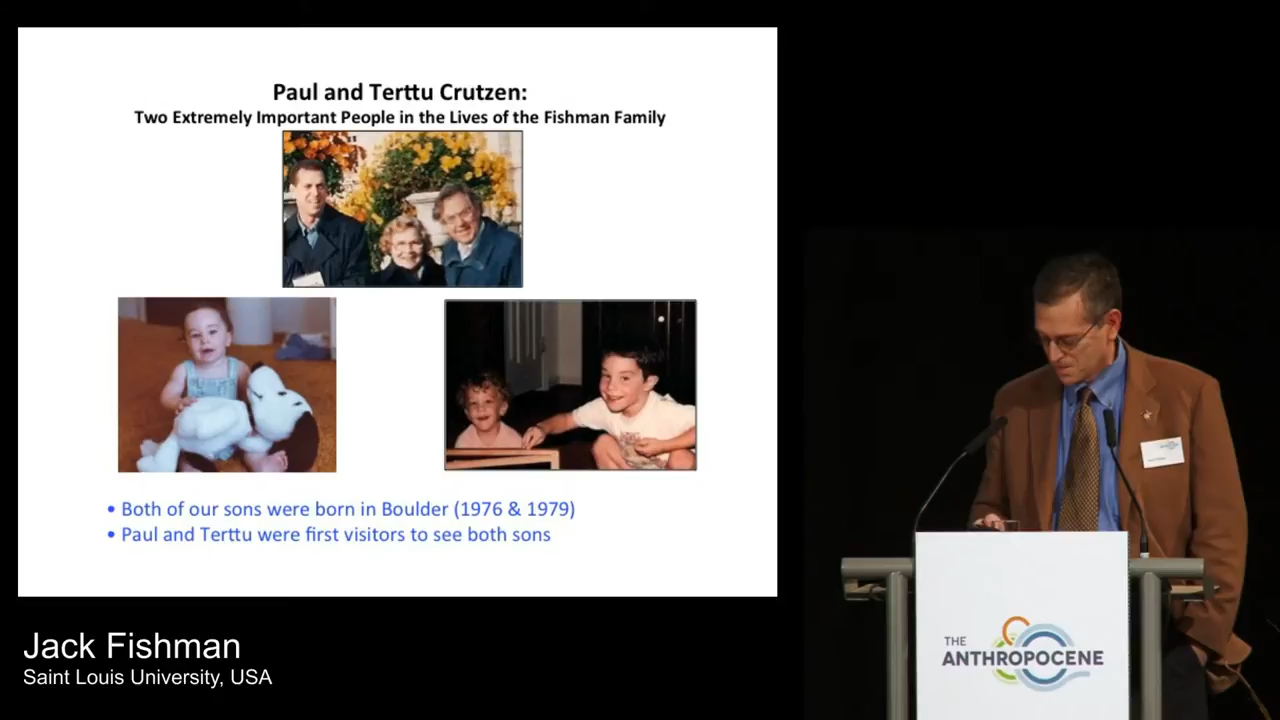 Paul and Terttu Crutzen:
Two Extremely Important People in the Lives of the Fishman Family
• Both of our sons were born in Boulder (1976 & 1979)
• Paul and Terttu were first visitors to see both sons
Jack Fishman
Saint Louis University, USA
THE
ANTHROPOCENE